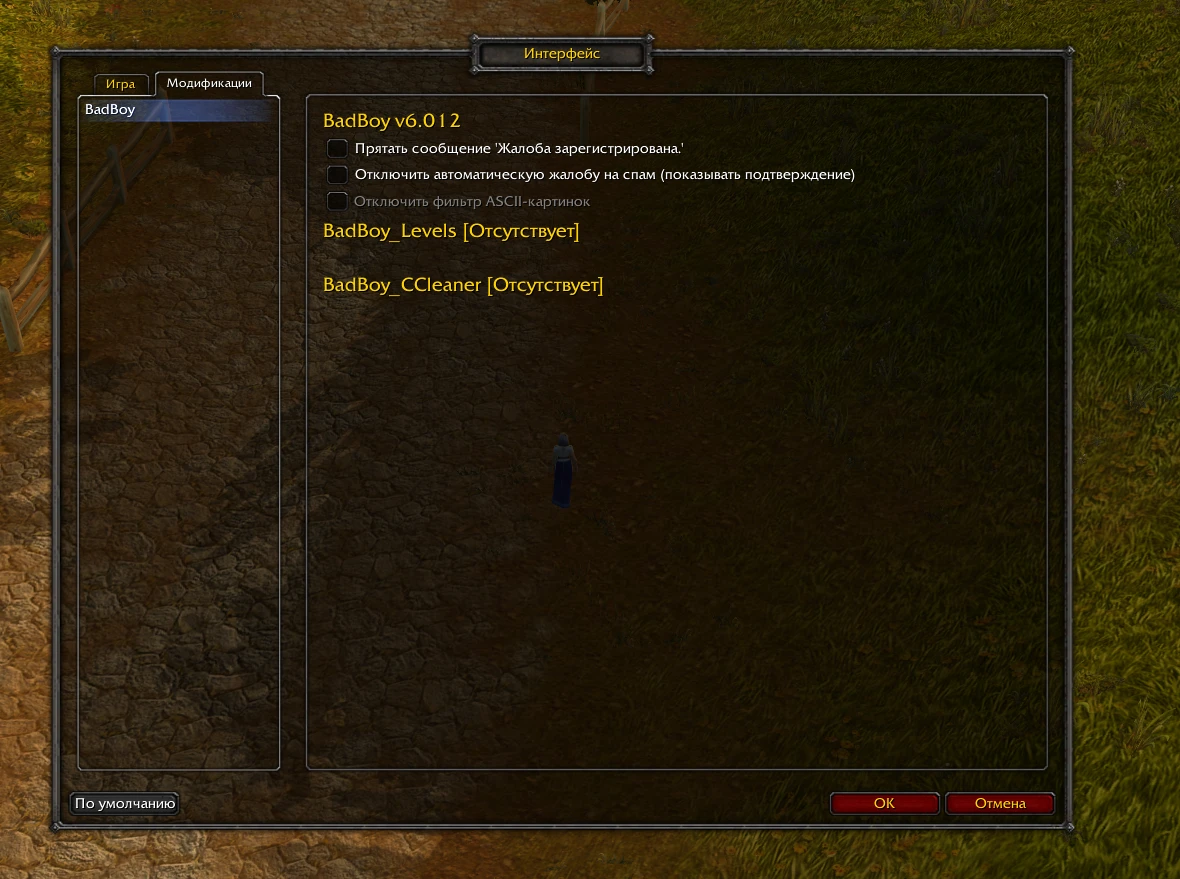 Интерфейс
Игра
Модификации
BadBoy
BadBoy v6.012
Прятать сообщение 'Жалоба зарегистрирована.'
Отключить автоматическую жалобу на спам (показывать подтверждение)
Отключить фильтр ASCII-картинок
BadBoy_Levels [Отсутствует]
BadBoy_CCleaner [Отсутствует]
По умолчанию
ОК
Отмена